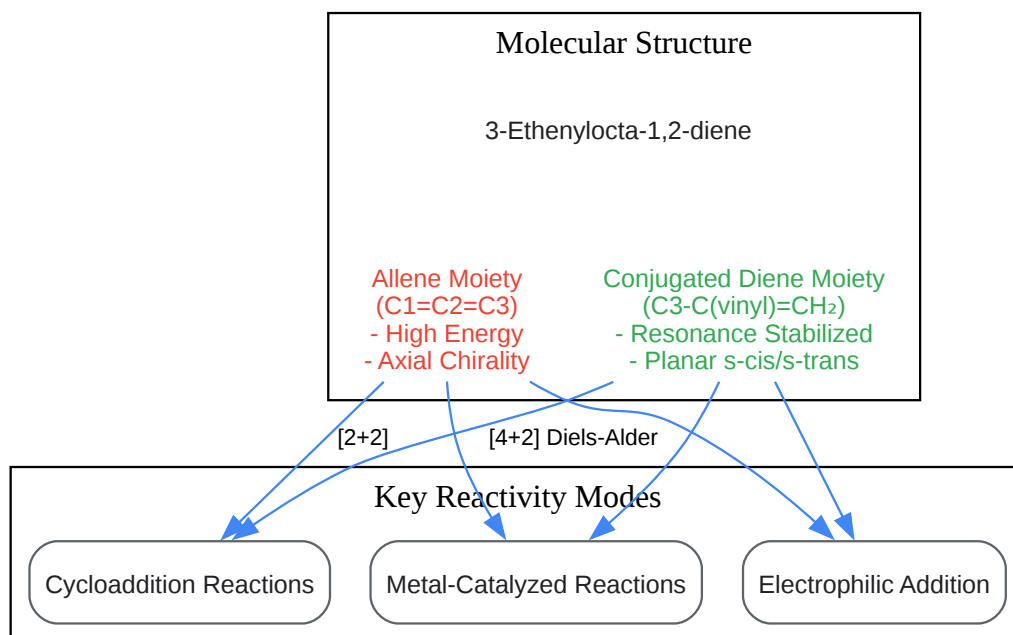 Molecular Structure
3-Ethenylocta-1,2-diene
Allene Moiety
(C1=C2=C3)
- High Energy
- Axial Chirality
Conjugated Diene Moiety
(C3-C(vinyl)=CH₂)
- Resonance Stabilized
- Planar s-cis/s-trans
[2+2]
[4+2] Diels-Alder
Key Reactivity Modes
Cycloaddition Reactions
Metal-Catalyzed Reactions
Electrophilic Addition